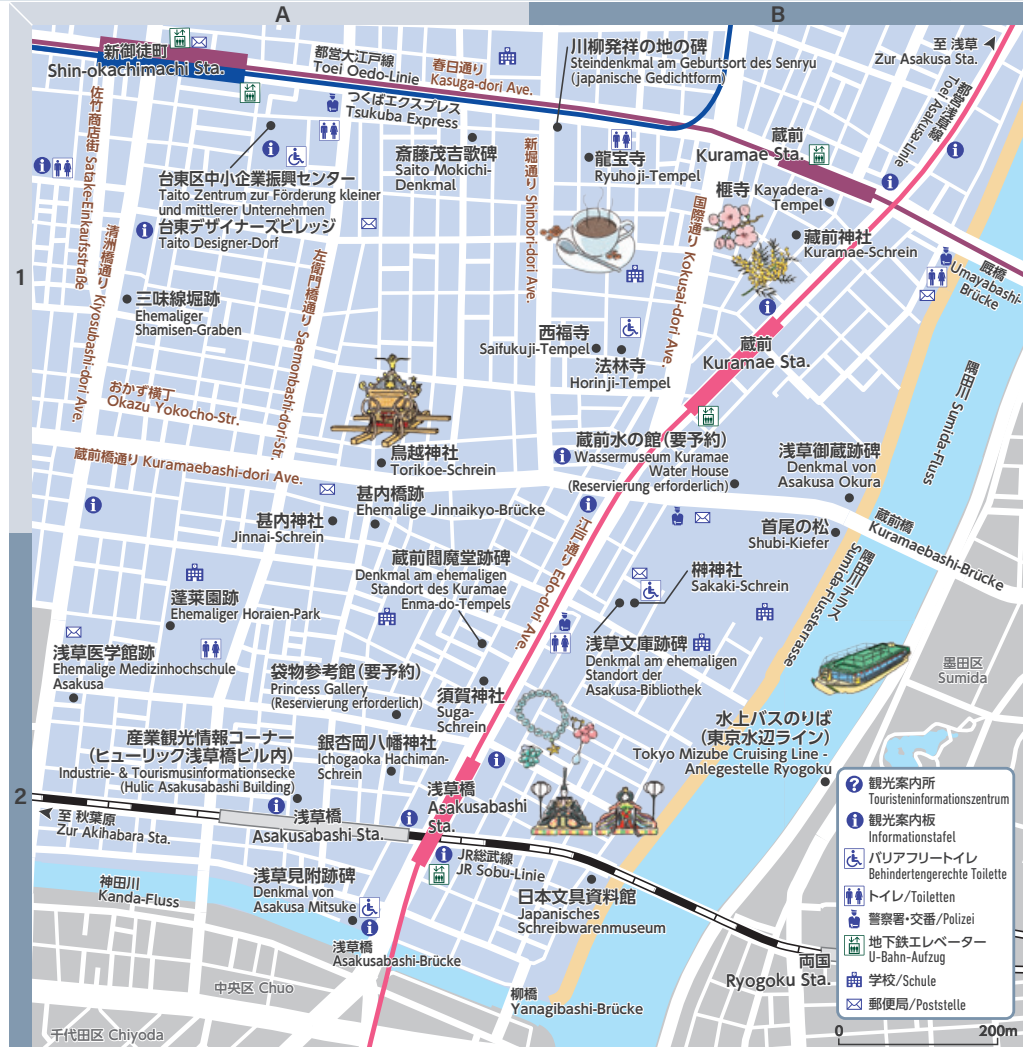 A
B
1
2
新御徒町
Shin-okachimachi Sta.
都営大江戸線
Toei Oedo-Linie
春日通り
Kasuga-dori Ave.
つくばエクスプレス
Tsukuba Express
川柳発祥の地の碑
Steindenkmal am Geburtsort des Senryu
(japanische Gedichtform)
至 浅草
Zur Asakusa Sta.
都営浅草線
Toei Asakusa-Linie
佐竹商店街 Satake-Einkaufsstraße
台東区中小企業振興センター
Taito Zentrum zur Förderung kleiner
und mittlerer Unternehmen
台東デザイナーズビレッジ
Taito Designer-Dorf
斎藤茂吉歌碑
Saito Mokichi-
Denkmal
新堀通り Shinbori-dori Ave.
龍宝寺
Ryuhoji-Tempel
蔵前
Kuramae Sta.
榧寺 Kayadera-
Tempel
国際通り Kokusai-dori Ave.
蔵前神社
Kuramae-Schrein
厩橋
Umayabashi-
Brücke
清洲橋通り Kiyosubashi-dori Ave.
三味線堀跡
Ehemaliger
Shamisen-Graben
左衛門橋通り Saemonbashi-dori-Str.
西福寺
Saifukuji-Tempel
法林寺
Horinji-Tempel
蔵前
Kuramae Sta.
隅田川 Sumida-Fluss
おかず横丁
Okazu Yokocho-Str.
鳥越神社
Torikoe-Schrein
蔵前橋通り Kuramaebashi-dori Ave.
蔵前水の館(要予約)
Wassermuseum Kuramae
Water House
(Reservierung erforderlich)
浅草御蔵跡碑
Denkmal von
Asakusa Okura
甚内橋跡
Ehemalige Jinnaikyo-Brücke
甚内神社
Jinnai-Schrein
首尾の松
Shubi-Kiefer
蔵前橋
Kuramaebashi-Brücke
江戸通り Edo-dori Ave.
蔵前閻魔堂跡碑
Denkmal am ehemaligen
Standort des Kuramae
Enma-do-Tempels
榊神社
Sakaki-Schrein
隅田川テラス
Sumida-Flussterrasse
蓬莱園跡
Ehemaliger Horaien-Park
浅草医学館跡
Ehemalige Medizinhochschule
Asakusa
浅草文庫跡碑
Denkmal am ehemaligen
Standort der
Asakusa-Bibliothek
墨田区
Sumida
袋物参考館(要予約)
Princess Gallery
(Reservierung erforderlich)
須賀神社
Suga-
Schrein
水上バスのりば
(東京水辺ライン)
Tokyo Mizube Cruising Line -
Anlegestelle Ryogoku
産業観光情報コーナー
(ヒューリック浅草橋ビル内)
Industrie- & Tourismusinformationsecke
(Hulic Asakusabashi Building)
銀杏岡八幡神社
Ichogaoka Hachiman-
Schrein
至 秋葉原
Zur Akihabara Sta.
浅草橋
Asakusabashi Sta.
浅草橋
Asakusabashi
Sta.
JR総武線
JR Sobu-Linie
神田川
Kanda-Fluss
浅草見附跡碑
Denkmal von
Asakusa Mitsuke
日本文具資料館
Japanisches
Schreibwarenmuseum
浅草橋
Asakusabashi-Brücke
両国
Ryogoku Sta.
中央区 Chuo
柳橋
Yanagibashi-Brücke
千代田区 Chiyoda
観光案内所
Touristeninformationszentrum
観光案内板
Informationstafel
バリアフリートイレ
Behindertengerechte Toilette
トイレ/Toiletten
警察署・交番/Polizei
地下鉄エレベーター
U-Bahn-Aufzug
学校/Schule
郵便局/Poststelle
0 200m